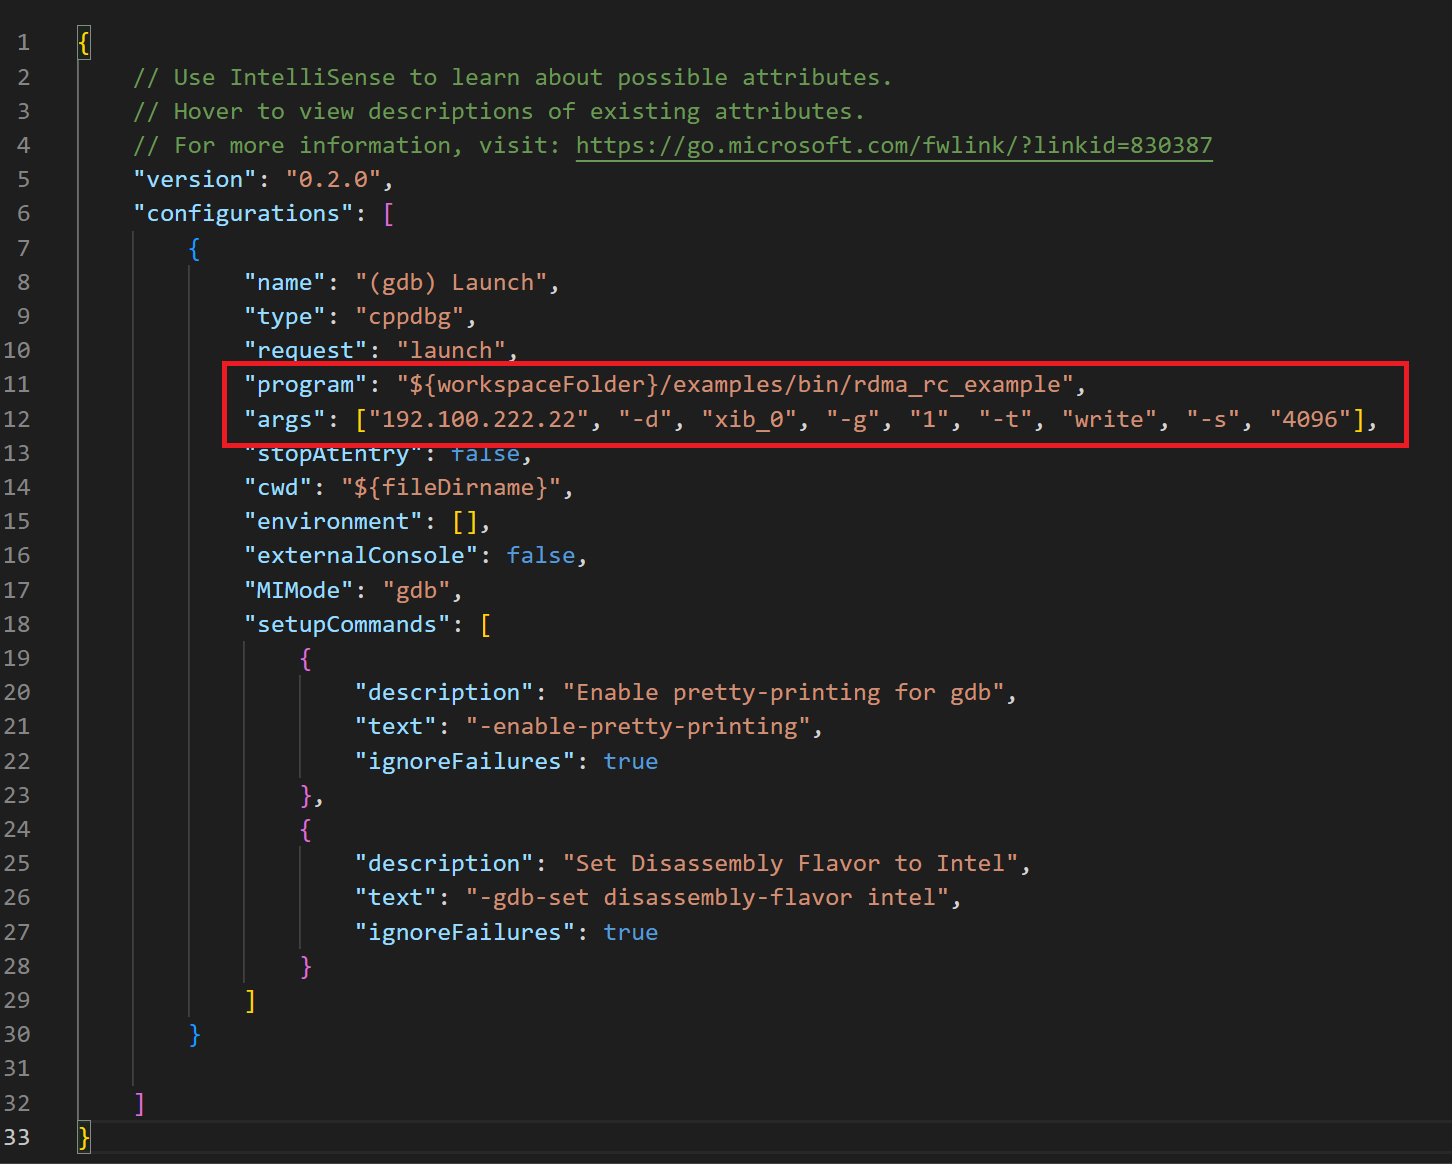 1 {
2 // Use IntelliSense to learn about possible attributes.
3 // Hover to view descriptions of existing attributes.
4 // For more information, visit: https://go.microsoft.com/fwlink/?linkid=830387
5 "version": "0.2.0",
6 "configurations": [
7 {
8 "name": "(gdb) Launch",
9 "type": "cppdbg",
10 "request": "launch",
11 "program": "${workspaceFolder}/examples/bin/rdma_rc_example",
12 "args": ["192.100.222.22", "-d", "xib_0", "-g", "1", "-t", "write", "-s", "4096"],
13 "stopAtEntry": false,
14 "cwd": "${fileDirname}",
15 "environment": [],
16 "externalConsole": false,
17 "MIMode": "gdb",
18 "setupCommands": [
19 {
20 "description": "Enable pretty-printing for gdb",
21 "text": "-enable-pretty-printing",
22 "ignoreFailures": true
23 },
24 {
25 "description": "Set Disassembly Flavor to Intel",
26 "text": "-gdb-set disassembly-flavor intel",
27 "ignoreFailures": true
28 }
29 ]
30 }
31
32 ]
33 }